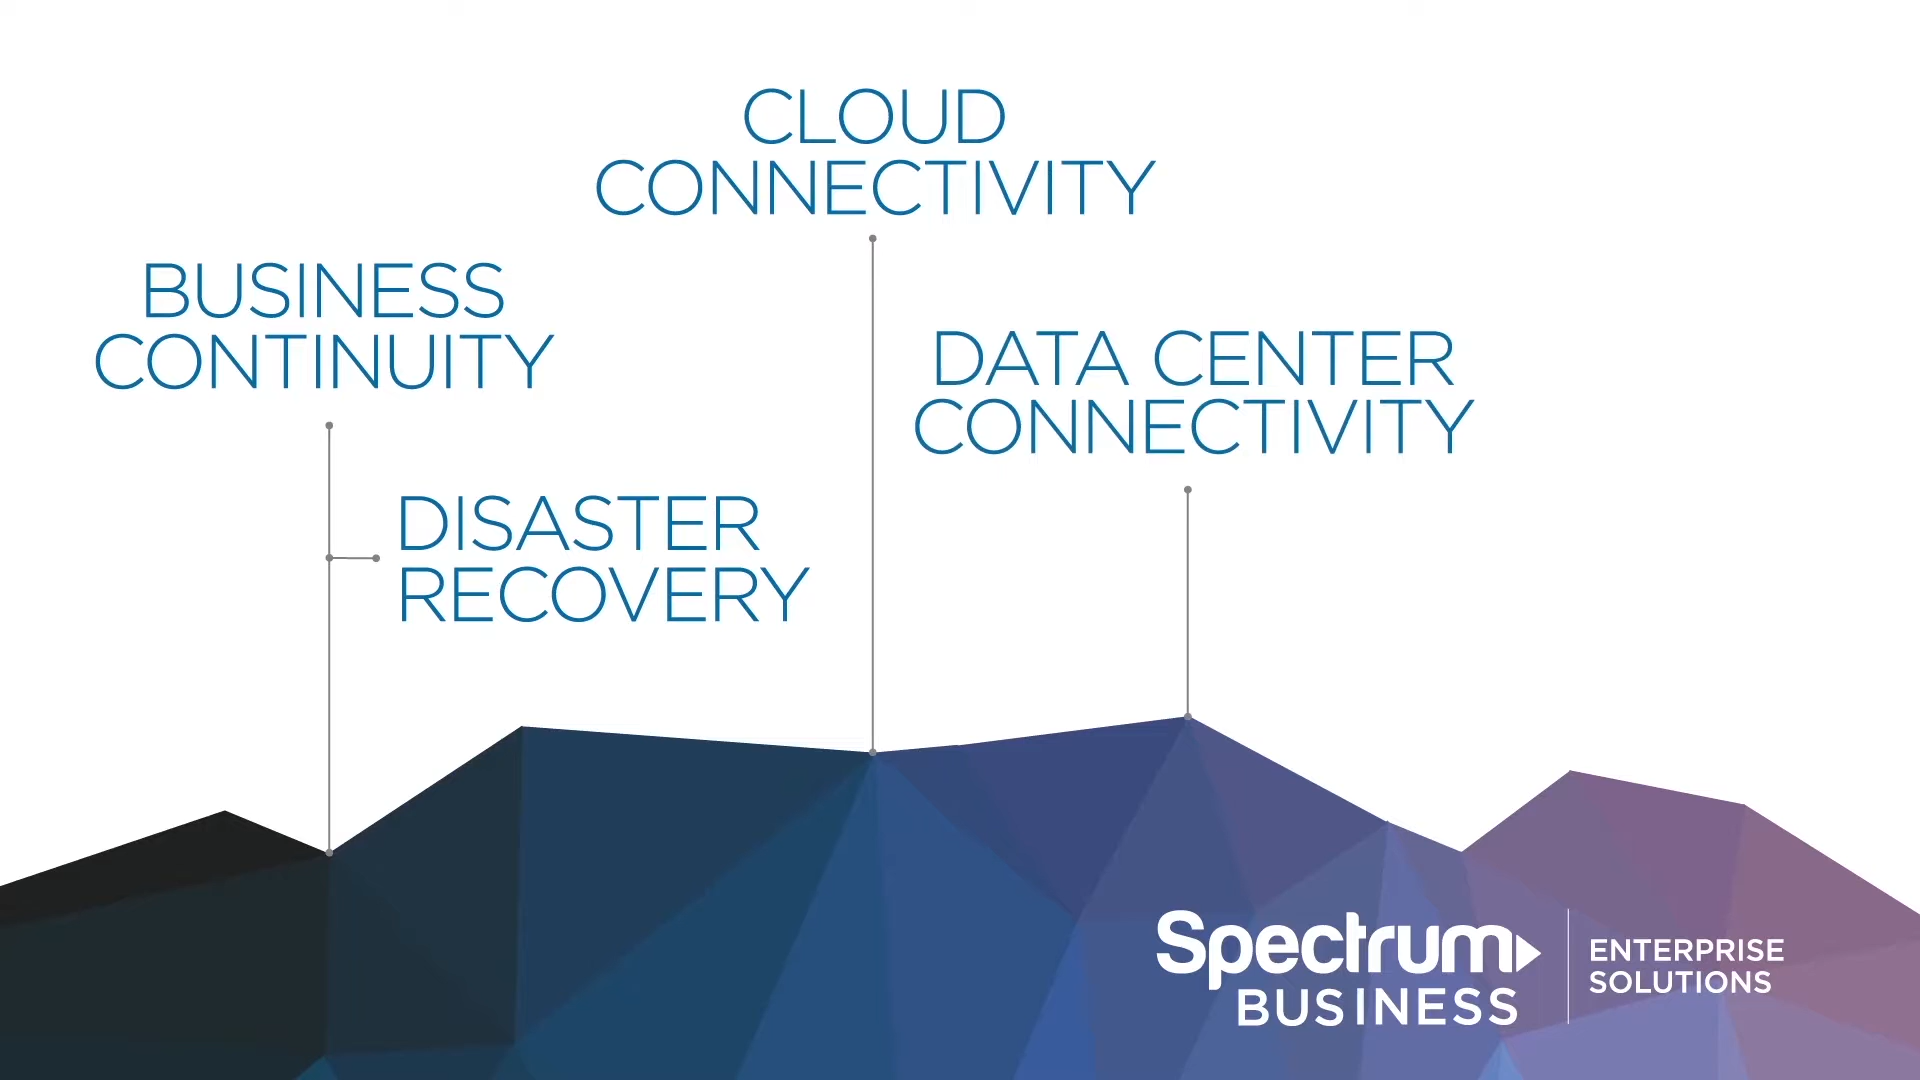 CLOUD
CONNECTIVITY
BUSINESS
CONTINUITY
DATA CENTER
CONNECTIVITY
DISASTER
RECOVERY
Spectrum
BUSINESS
ENTERPRISE
SOLUTIONS